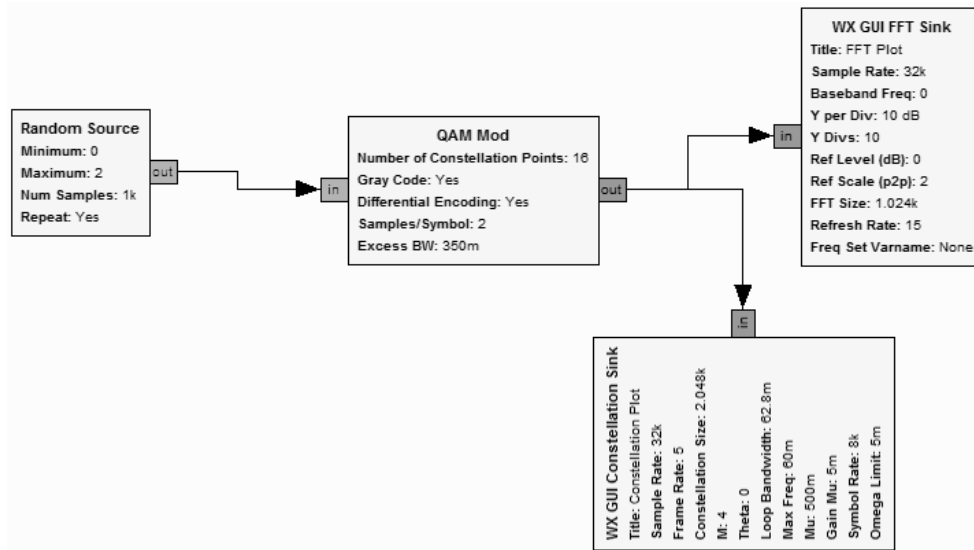 Random Source
Minimum: 0
Maximum: 2
Num Samples: 1k
Repeat: Yes
out
in
QAM Mod
Number of Constellation Points: 16
Gray Code: Yes
Differential Encoding: Yes
Samples/Symbol: 2
Excess BW: 350m
out
in
WX GUI FFT Sink
Title: FFT Plot
Sample Rate: 32k
Baseband Freq: 0
Y per Div: 10 dB
Y Divs: 10
Ref Level (dB): 0
Ref Scale (p2p): 2
FFT Size: 1.024k
Refresh Rate: 15
Freq Set Varname: None
in
WX GUI Constellation Sink
Title: Constellation Plot
Sample Rate: 32k
Frame Rate: 5
Constellation Size: 2.048k
M: 4
Theta: 0
Loop Bandwidth: 62.8m
Max Freq: 60m
Mu: 500m
Gain Mu: 5m
Symbol Rate: 8k
Omega Limit: 5m